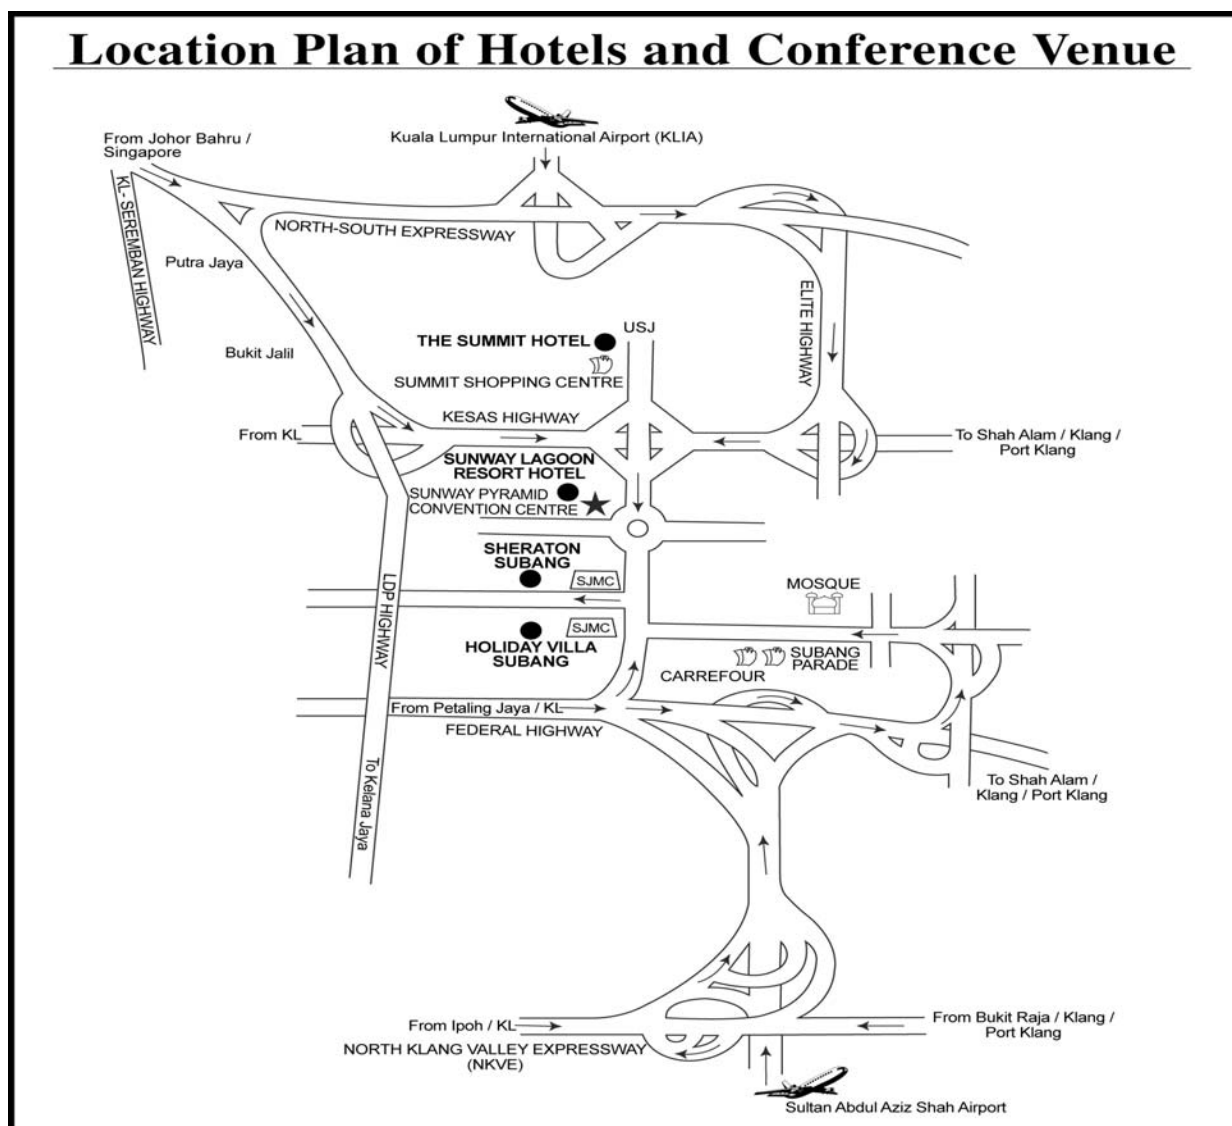 Location Plan of Hotels and Conference Venue
From Johor Bahru /
Singapore
Kuala Lumpur International Airport (KLIA)
KL- SEREMBAN HIGHWAY
NORTH-SOUTH EXPRESSWAY
Putra Jaya
ELITE HIGHWAY
USJ
THE SUMMIT HOTEL
Bukit Jalil
SUMMIT SHOPPING CENTRE
KESAS HIGHWAY
From KL
To Shah Alam / Klang /
Port Klang
SUNWAY LAGOON
RESORT HOTEL
SUNWAY PYRAMID
CONVENTION CENTRE
SHERATON
SUBANG
SJMC
MOSQUE
LDP HIGHWAY
SJMC
HOLIDAY VILLA
SUBANG
SUBANG
PARADE
CARREFOUR
From Petaling Jaya / KL
FEDERAL HIGHWAY
To Kelana Jaya
To Shah Alam /
Klang / Port Klang
From Ipoh / KL
From Bukit Raja / Klang /
Port Klang
NORTH KLANG VALLEY EXPRESSWAY
(NKVE)
Sultan Abdul Aziz Shah Airport